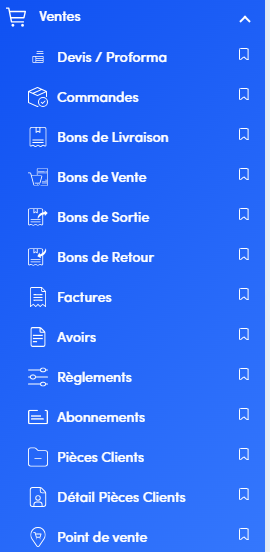 Ventes
Devis / Proforma
Commandes
Bons de Livraison
Bons de Vente
Bons de Sortie
Bons de Retour
Factures
Avoirs
Règlements
Abonnements
Pièces Clients
Détail Pièces Clients
Point de vente